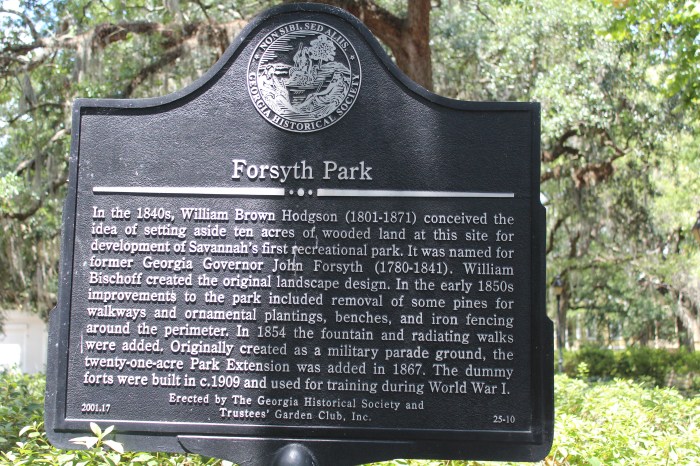 NON SIBI, SED ALIIS.
GEORGIA HISTORICAL SOCIETY
Forsyth Park
In the 1840s, William Brown Hodgson (1801-1871) conceived the
idea of setting aside ten acres of wooded land at this site for
development of Savannah's first recreational park. It was named for
former Georgia Governor John Forsyth (1780-1841). William
Bischoff created the original landscape design. In the early 1850s
improvements to the park included removal of some pines for
walkways and ornamental plantings, benches, and iron fencing
around the perimeter. In 1854 the fountain and radiating walks
were added. Originally created as a military parade ground, the
twenty-one-acre Park Extension was added in 1867. The dummy
forts were built in c.1909 and used for training during World War I.
Erected by The Georgia Historical Society and
Trustees' Garden Club, Inc.
2001.17
25-10